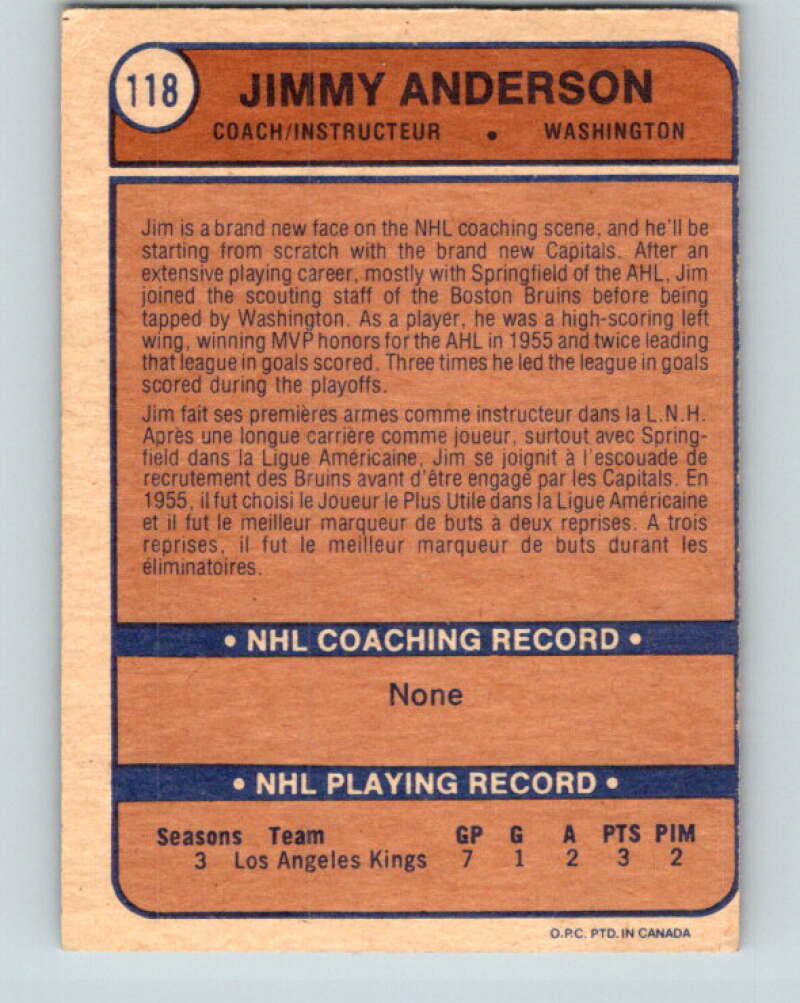 118
JIMMY ANDERSON
COACH/INSTRUCTEUR • WASHINGTON
Jim is a brand new face on the NHL coaching scene, and he'll be
starting from scratch with the brand new Capitals. After an
extensive playing career, mostly with Springfield of the AHL, Jim
joined the scouting staff of the Boston Bruins before being
tapped by Washington. As a player, he was a high-scoring left
wing, winning MVP honors for the AHL in 1955 and twice leading
that league in goals scored. Three times he led the league in goals
scored during the playoffs.
Jim fait ses premières armes comme instructeur dans la L.N.H.
Après une longue carrière comme joueur, surtout avec Spring-
field dans la Ligue Américaine, Jim se joignit à l'escouade de
recrutement des Bruins avant d'être engagé par les Capitals. En
1955, il fut choisi le Joueur le Plus Utile dans la Ligue Américaine
et il fut le meilleur marqueur de buts à deux reprises. A trois
reprises, il fut le meilleur marqueur de buts durant les
éliminatoires.
• NHL COACHING RECORD •
None
• NHL PLAYING RECORD •
Seasons Team GP G A PTS PIM
3 Los Angeles Kings 7 1 2 3 2
O.P.C. PTD. IN CANADA